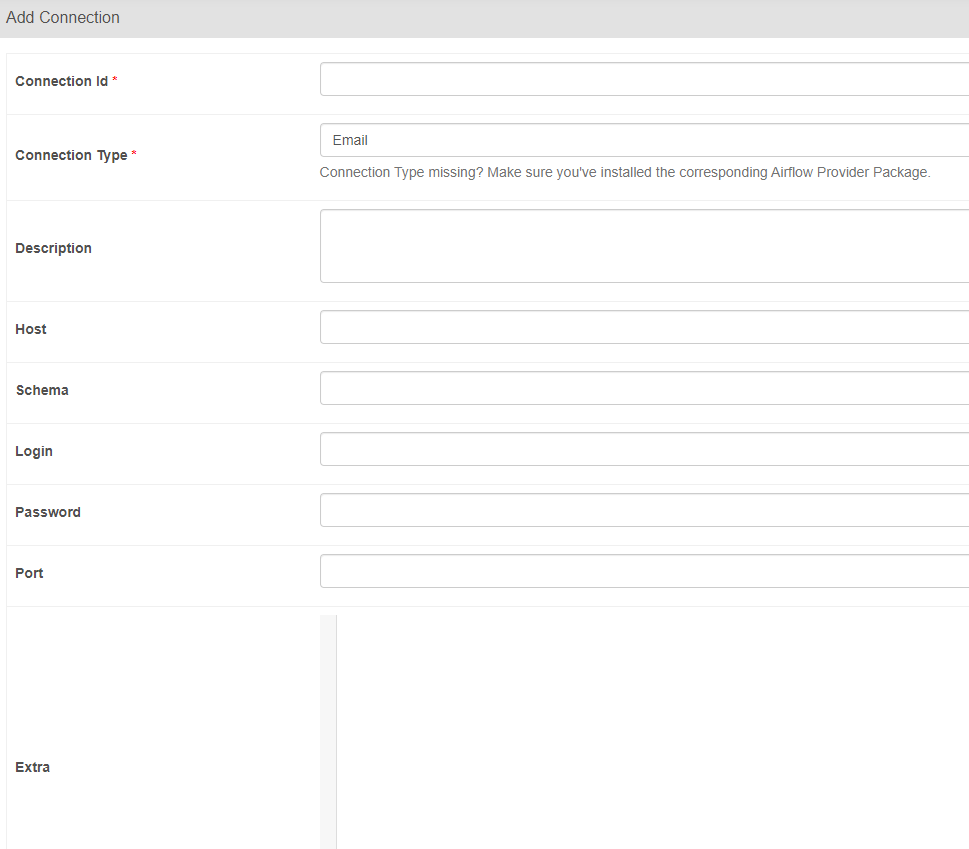 Add Connection
Connection Id *
Connection Type *
Email
Connection Type missing? Make sure you've installed the corresponding Airflow Provider Package.
Description
Host
Schema
Login
Password
Port
Extra